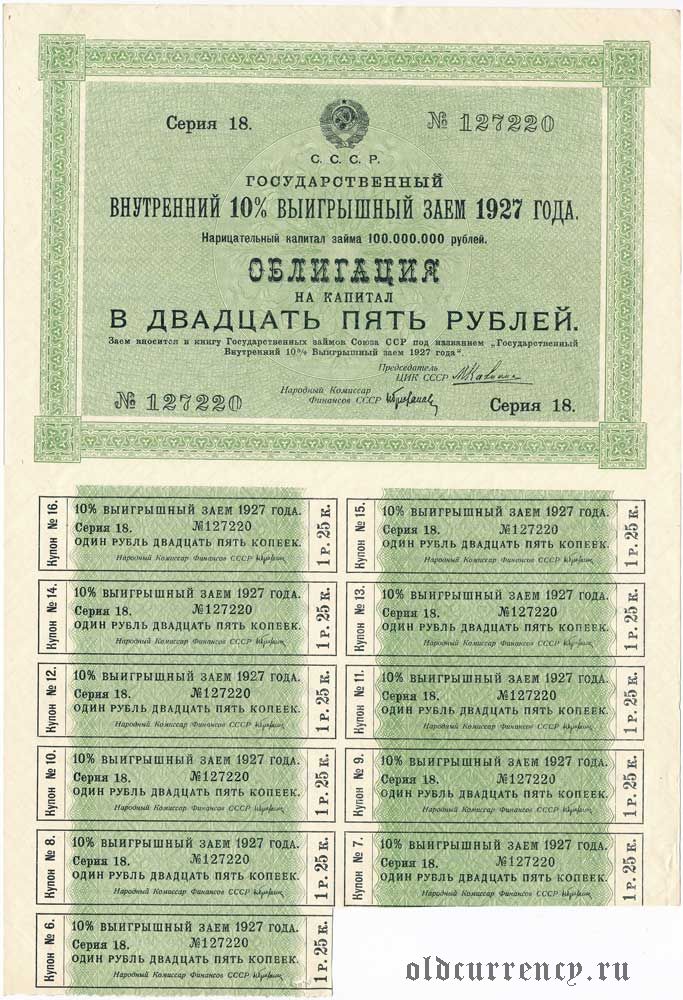 Серия 18.
№ 127220
С. С. С. Р.
ГОСУДАРСТВЕННЫЙ
ВНУТРЕННИЙ 10% ВЫИГРЫШНЫЙ ЗАЕМ 1927 ГОДА.
Нарицательный капитал займа 100.000.000 рублей.
ОБЛИГАЦИЯ
НА КАПИТАЛ
В ДВАДЦАТЬ ПЯТЬ РУБЛЕЙ.
Заем вносится в книгу Государственных займов Союза ССР под названием „Государственный
Внутренний 10% Выигрышный заем 1927 года“.
Председатель
ЦИК СССР
Народный Комиссар
Финансов СССР
№ 127220
Серия 18.
Купон № 16.
10% ВЫИГРЫШНЫЙ ЗАЕМ 1927 ГОДА.
Серия 18. №127220
ОДИН РУБЛЬ ДВАДЦАТЬ ПЯТЬ КОПЕЕК.
Народный Комиссар Финансов СССР
1 Р. 25 К.
Купон № 15.
10% ВЫИГРЫШНЫЙ ЗАЕМ 1927 ГОДА.
Серия 18. №127220
ОДИН РУБЛЬ ДВАДЦАТЬ ПЯТЬ КОПЕЕК.
Народный Комиссар Финансов СССР
1 Р. 25 К.
Купон № 14.
10% ВЫИГРЫШНЫЙ ЗАЕМ 1927 ГОДА.
Серия 18. №127220
ОДИН РУБЛЬ ДВАДЦАТЬ ПЯТЬ КОПЕЕК.
Народный Комиссар Финансов СССР
1 Р. 25 К.
Купон № 13.
10% ВЫИГРЫШНЫЙ ЗАЕМ 1927 ГОДА.
Серия 18. №127220
ОДИН РУБЛЬ ДВАДЦАТЬ ПЯТЬ КОПЕЕК.
Народный Комиссар Финансов СССР
1 Р. 25 К.
Купон № 12.
10% ВЫИГРЫШНЫЙ ЗАЕМ 1927 ГОДА.
Серия 18. №127220
ОДИН РУБЛЬ ДВАДЦАТЬ ПЯТЬ КОПЕЕК.
Народный Комиссар Финансов СССР
1 Р. 25 К.
Купон № 11.
10% ВЫИГРЫШНЫЙ ЗАЕМ 1927 ГОДА.
Серия 18. №127220
ОДИН РУБЛЬ ДВАДЦАТЬ ПЯТЬ КОПЕЕК.
Народный Комиссар Финансов СССР
1 Р. 25 К.
Купон № 10.
10% ВЫИГРЫШНЫЙ ЗАЕМ 1927 ГОДА.
Серия 18. №127220
ОДИН РУБЛЬ ДВАДЦАТЬ ПЯТЬ КОПЕЕК.
Народный Комиссар Финансов СССР
1 Р. 25 К.
Купон № 9.
10% ВЫИГРЫШНЫЙ ЗАЕМ 1927 ГОДА.
Серия 18. №127220
ОДИН РУБЛЬ ДВАДЦАТЬ ПЯТЬ КОПЕЕК.
Народный Комиссар Финансов СССР
1 Р. 25 К.
Купон № 8.
10% ВЫИГРЫШНЫЙ ЗАЕМ 1927 ГОДА.
Серия 18. №127220
ОДИН РУБЛЬ ДВАДЦАТЬ ПЯТЬ КОПЕЕК.
Народный Комиссар Финансов СССР
1 Р. 25 К.
Купон № 7.
10% ВЫИГРЫШНЫЙ ЗАЕМ 1927 ГОДА.
Серия 18. №127220
ОДИН РУБЛЬ ДВАДЦАТЬ ПЯТЬ КОПЕЕК.
Народный Комиссар Финансов СССР
1 Р. 25 К.
Купон № 6.
10% ВЫИГРЫШНЫЙ ЗАЕМ 1927 ГОДА.
Серия 18. №127220
ОДИН РУБЛЬ ДВАДЦАТЬ ПЯТЬ КОПЕЕК.
Народный Комиссар Финансов СССР
1 Р. 25 К.
oldcurrency.ru